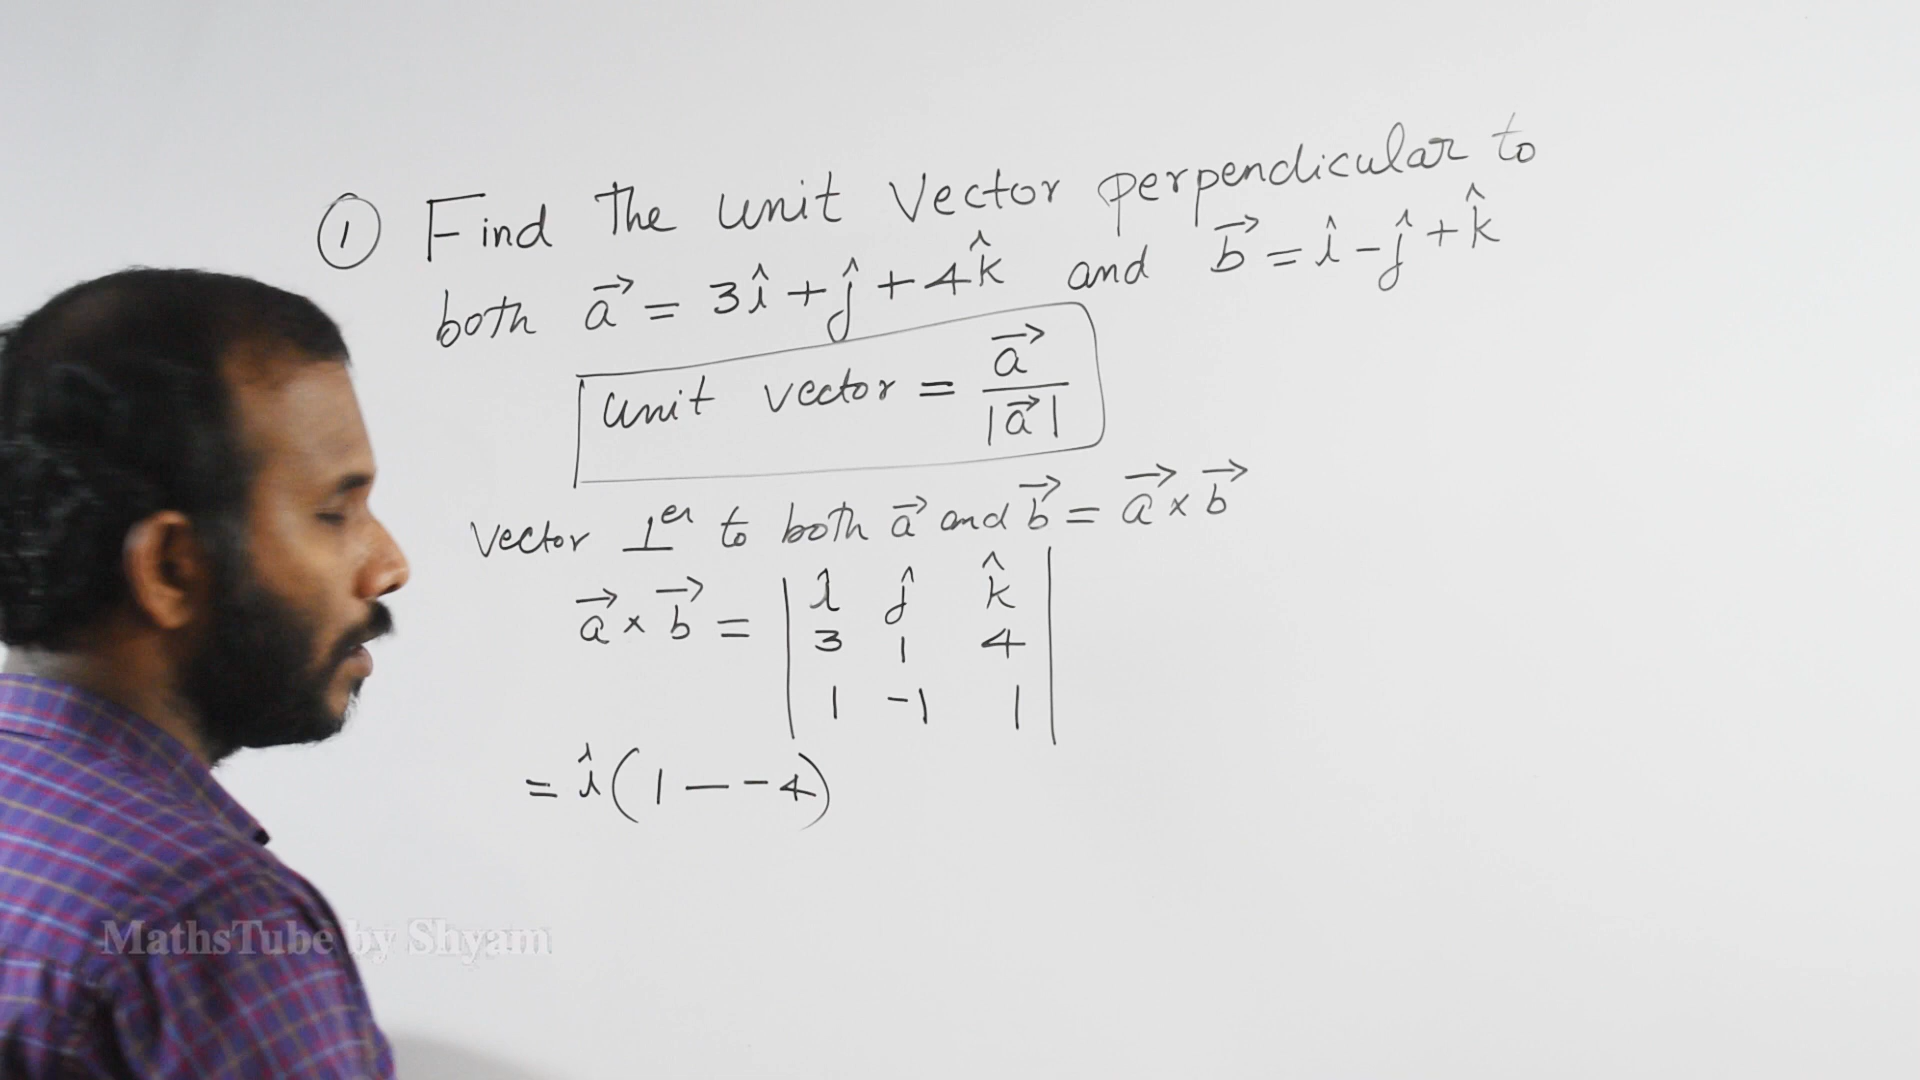 ① Find the unit vector perpendicular to
both a⃗ = 3î + ĵ + 4k̂ and b⃗ = î - ĵ + k̂
unit vector = a⃗ / |a⃗|
vector ⊥er to both a⃗ and b⃗ = a⃗ × b⃗
a⃗ × b⃗ = | î ĵ k̂ |
| 3 1 4 |
| 1 -1 1 |
= î (1 - -4)
MathsTube by Shyam